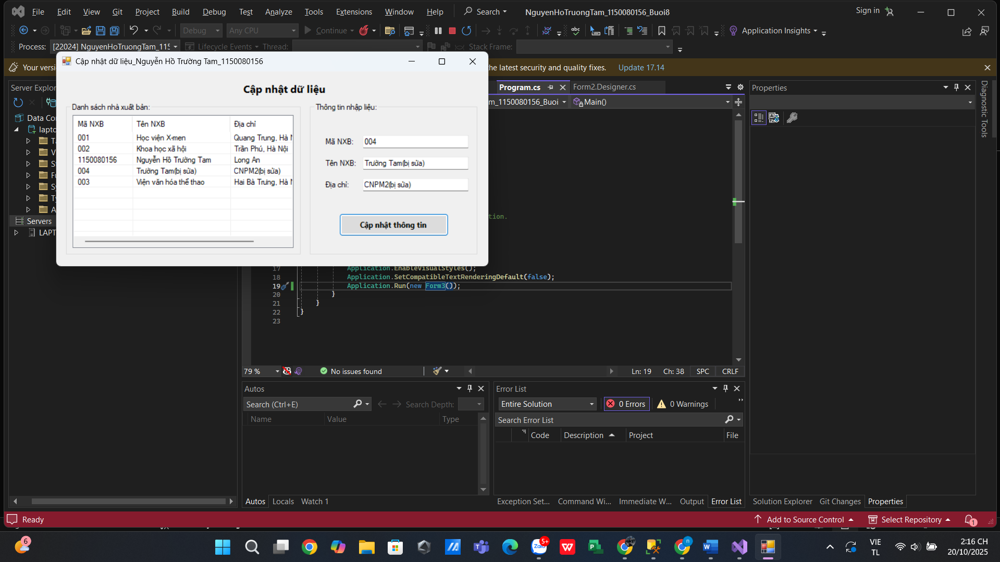 File Edit View Git Project Build Debug Test Analyze Tools Extensions Window Help Search NguyenHoTruongTam_1150080156_Buoi8 Sign in
Debug Any CPU Continue Application Insights
Process: [22024] NguyenHoTruongTam_115 Lifecycle Events Thread: Stack Frame:
Your versi
he latest security and quality fixes. Update 17.14
Cập nhật dữ liệu_Nguyễn Hồ Trường Tam_1150080156
Cập nhật dữ liệu
Danh sách nhà xuất bản:
Mã NXB Tên NXB Địa chỉ
001 Học viện X-men Quang Trung, Hà N
002 Khoa học xã hội Trần Phú, Hà Nội
1150080156 Nguyễn Hồ Trường Tam Long An
004 Trường Tam(bị sửa) CNPM2(bị sửa)
003 Viện văn hóa thể thao Hai Bà Trưng, Hà N
Thông tin nhập liệu:
Mã NXB: 004
Tên NXB: Trường Tam(bị sửa)
Địa chỉ: CNPM2(bị sửa)
Cập nhật thông tin
Server Explor
Data Co
laptc
T
V
S
Fu
Sy
Ty
A
Servers
LAPT
Program.cs Form2.Designer.cs
m_1150080156_Buoi Main()
tion.
17 Application.EnableVisualStyles();
18 Application.SetCompatibleTextRenderingDefault(false);
19 Application.Run(new Form3());
20 }
21 }
22 }
23
79 % No issues found Ln: 19 Ch: 38 SPC CRLF
Autos
Search (Ctrl+E) Search Depth:
Name Value Type
Autos Locals Watch 1
Error List
Entire Solution 0 Errors 0 Warnings
Search Error List
Code Description Project File
Exception Set... Command Wi... Immediate W... Output Error List
Properties
Solution Explorer Git Changes Properties
Diagnostic Tools
Ready Add to Source Control Select Repository 1
6
Zalo 5+
n
VIE
TL
2:16 CH
20/10/2025